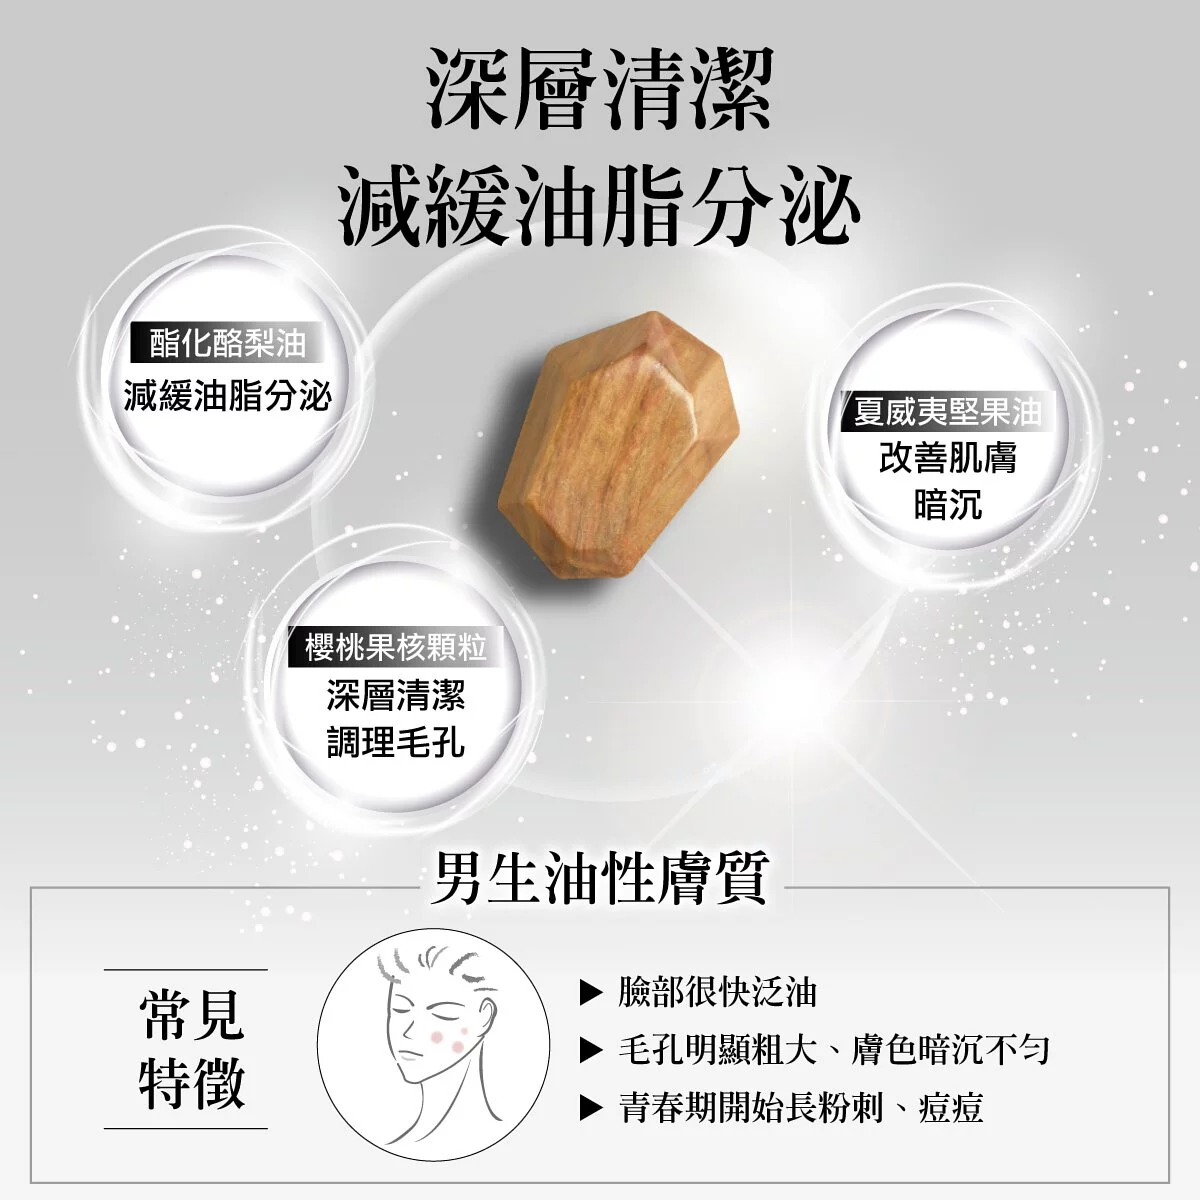 深層清潔
減緩油脂分泌
酯化酪梨油
減緩油脂分泌
夏威夷堅果油
改善肌膚
暗沉
櫻桃果核顆粒
深層清潔
調理毛孔
男生油性膚質
常見
特徵
▶ 臉部很快泛油
▶ 毛孔明顯粗大、膚色暗沉不勻
▶ 青春期開始長粉刺、痘痘